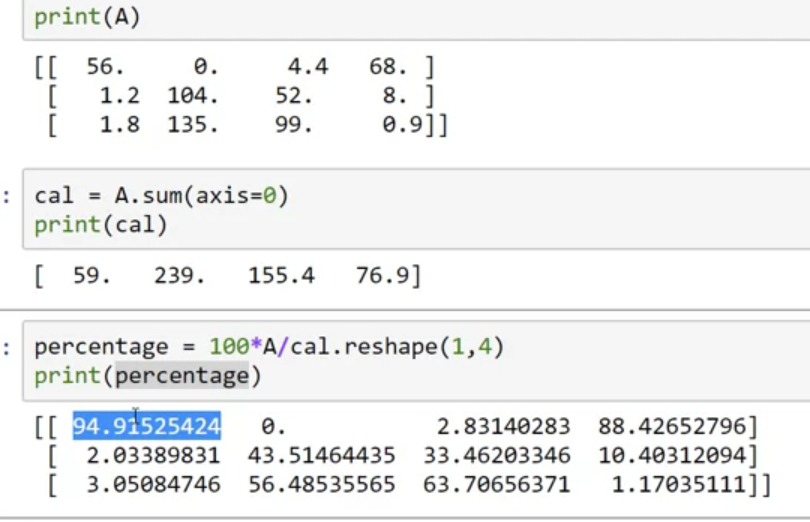 print(A)
[[ 56. 0. 4.4 68. ]
[ 1.2 104. 52. 8. ]
[ 1.8 135. 99. 0.9]]
: cal = A.sum(axis=0)
print(cal)
[ 59. 239. 155.4 76.9]
: percentage = 100*A/cal.reshape(1,4)
print(percentage)
[[ 94.91525424 0. 2.83140283 88.42652796]
[ 2.03389831 43.51464435 33.46203346 10.40312094]
[ 3.05084746 56.48535565 63.70656371 1.17035111]]